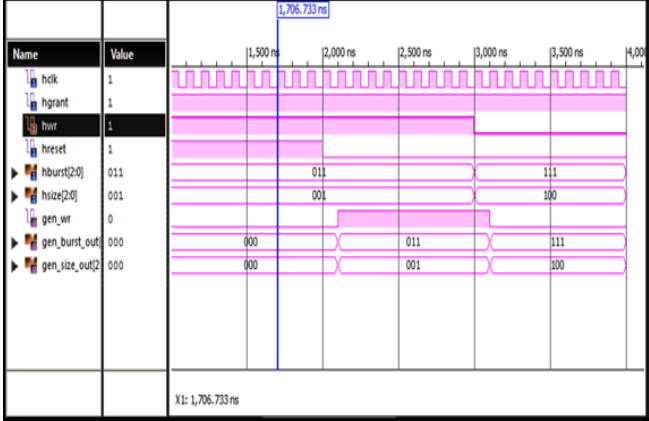 1,706.733 ns
Name Value 1,500 ns 2,000 ns 2,500 ns 3,000 ns 3,500 ns 4,00
hclk 1
hgrant 1
hwr 1
hreset 1
hburst[2:0] 011 011 111
hsize[2:0] 001 001 100
gen_wr 0
gen_burst_out[ 000 000 011 111
gen_size_out[2 000 000 001 100
X1: 1,706.733 ns